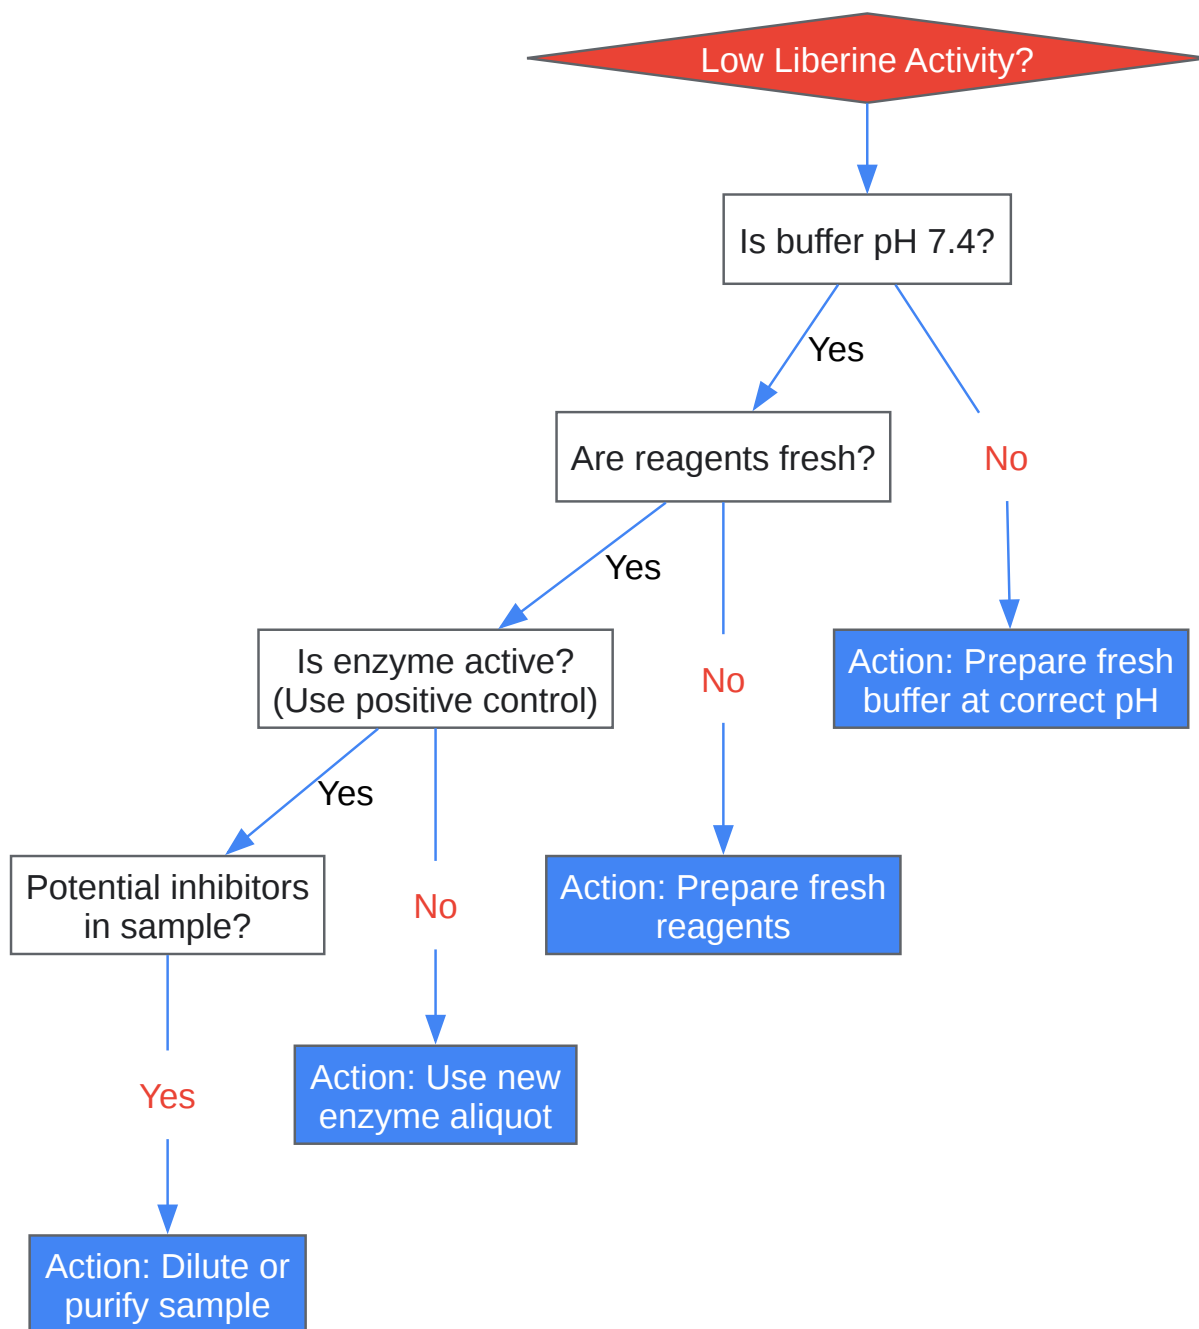 Low Liberine Activity?
Is buffer pH 7.4?
Yes
Are reagents fresh?
No
Yes
Is enzyme active?
(Use positive control)
No
Action: Prepare fresh
buffer at correct pH
Yes
Potential inhibitors
in sample?
No
Action: Prepare fresh
reagents
Yes
Action: Use new
enzyme aliquot
Action: Dilute or
purify sample